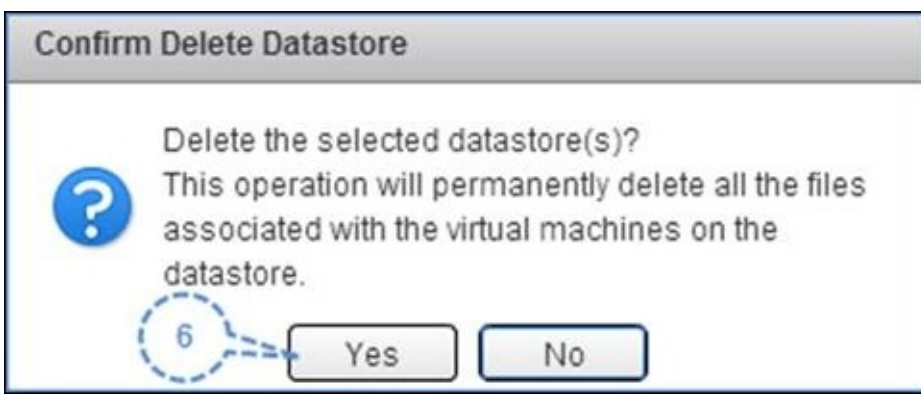 Confirm Delete Datastore
Delete the selected datastore(s)?
This operation will permanently delete all the files
associated with the virtual machines on the
datastore.
6
Yes No